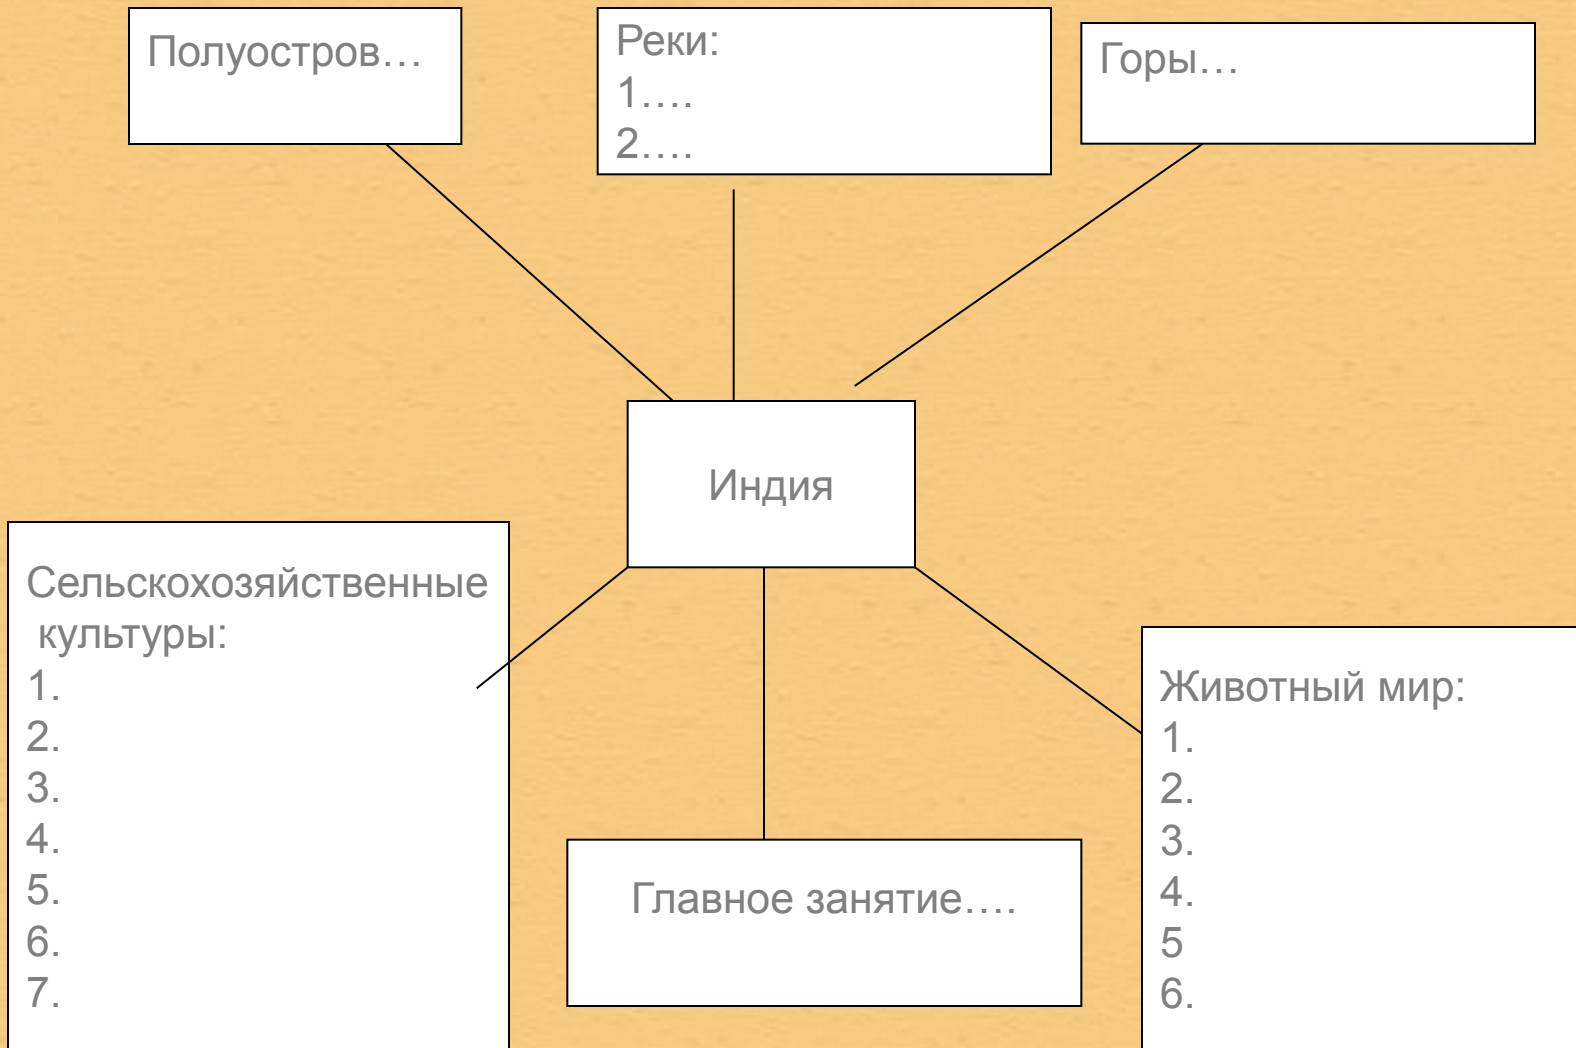 Полуостров…
Реки:
1….
2….
Горы…
Индия
Сельскохозяйственные
культуры:
1.
2.
3.
4.
5.
6.
7.
Главное занятие….
Животный мир:
1.
2.
3.
4.
5
6.